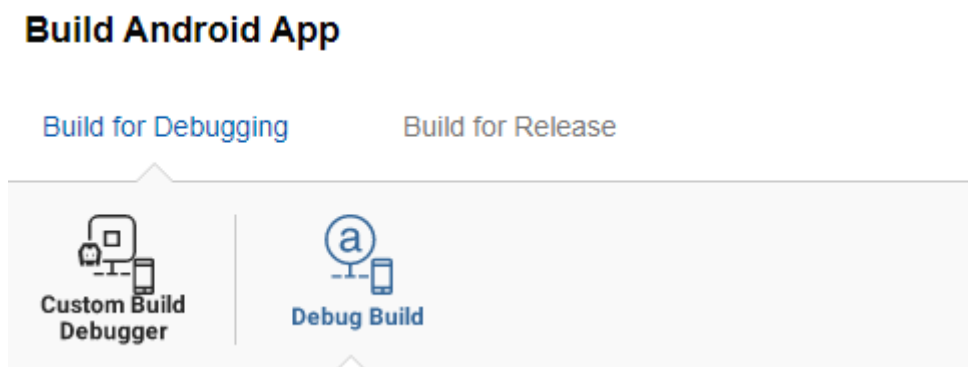 Build Android App
Build for Debugging
Build for Release
a
Custom Build
Debugger
Debug Build